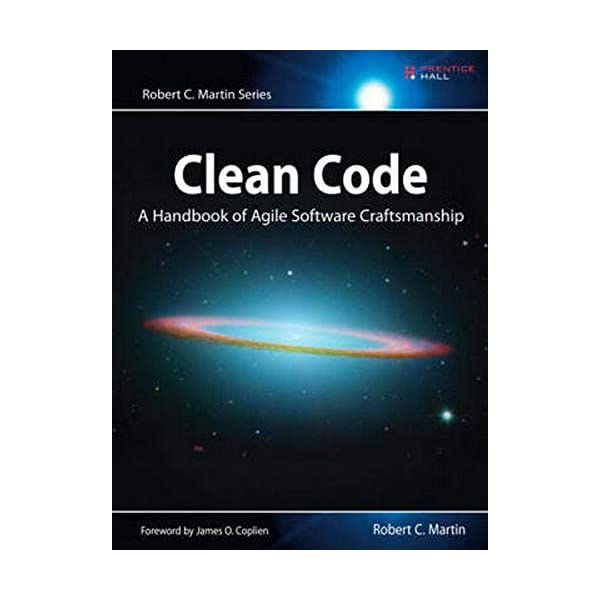 PRENTICE
HALL
Robert C. Martin Series
Clean Code
A Handbook of Agile Software Craftsmanship
Foreword by James O. Coplien
Robert C. Martin